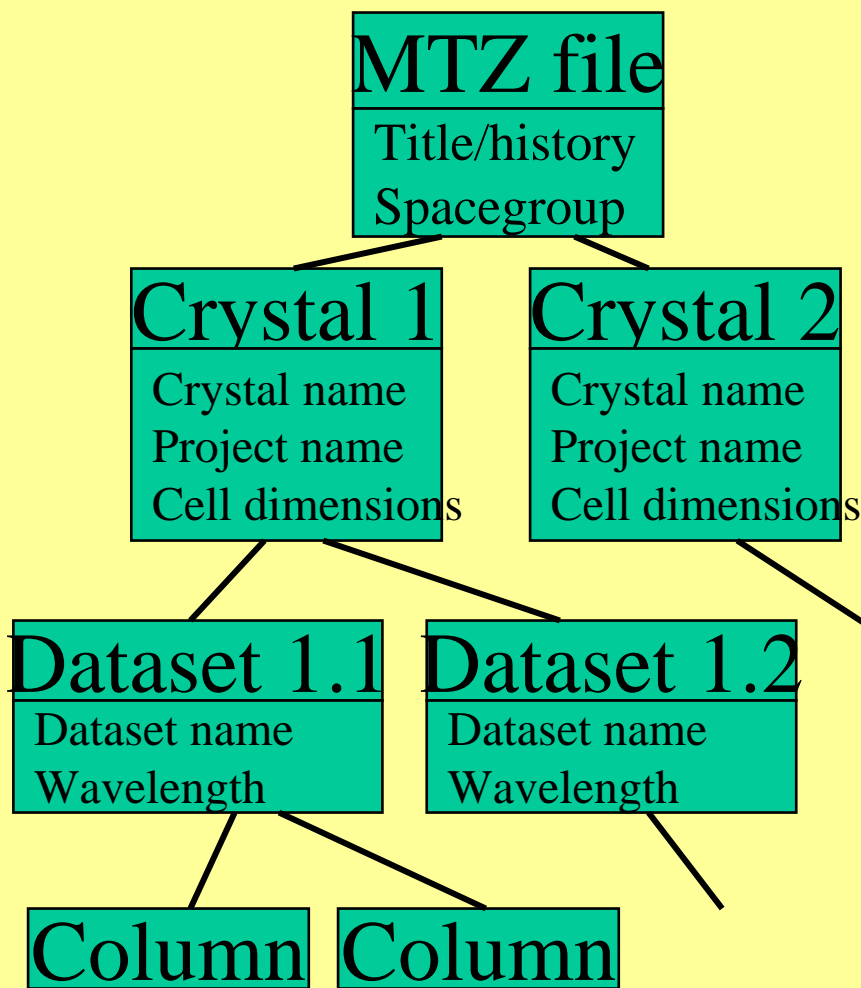 MTZ file
Title/history
Spacegroup
Crystal 1
Crystal name
Project name
Cell dimensions
Crystal 2
Crystal name
Project name
Cell dimensions
Dataset 1.1
Dataset name
Wavelength
Dataset 1.2
Dataset name
Wavelength
Column
Column